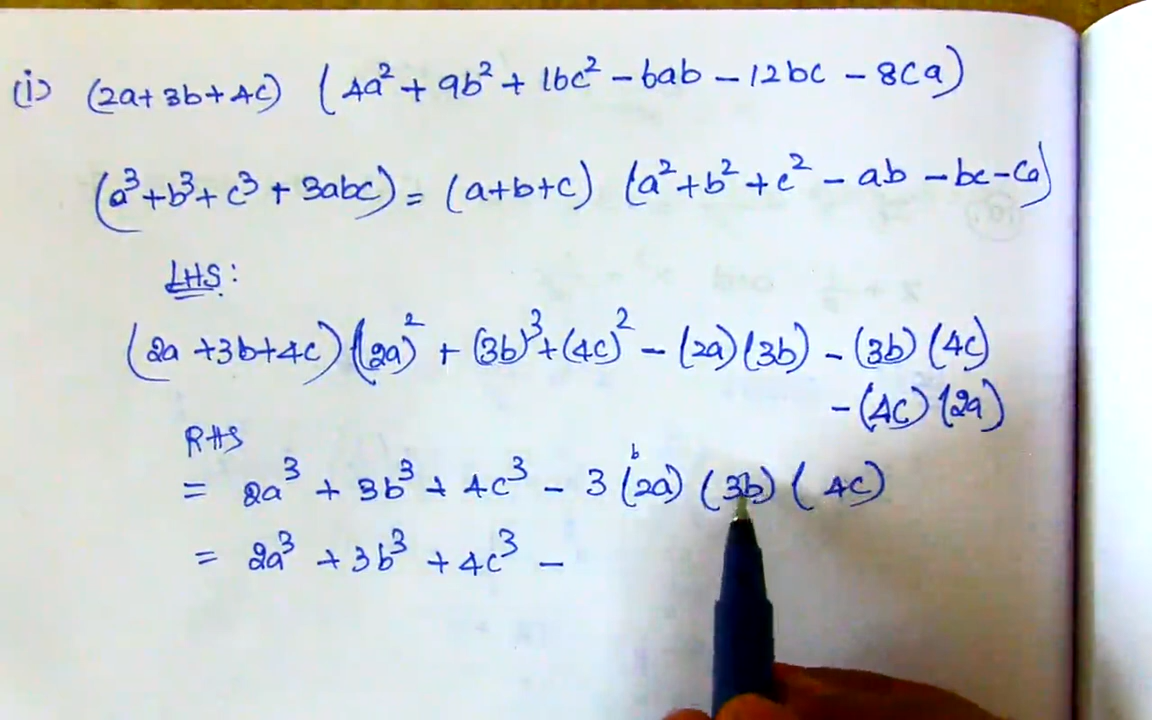 (i) (2a+3b+4c) (4a²+9b²+16c²-6ab-12bc-8ca)
(a³+b³+c³+3abc) = (a+b+c) (a²+b²+c²-ab-bc-ca)
LHS:
(2a+3b+4c)((2a)²+(3b)³+(4c)²-(2a)(3b)-(3b)(4c)
-(4c)(2a)
RHS
= 2a³+3b³+4c³-3(2a)(3b)(4c)
= 2a³+3b³+4c³-